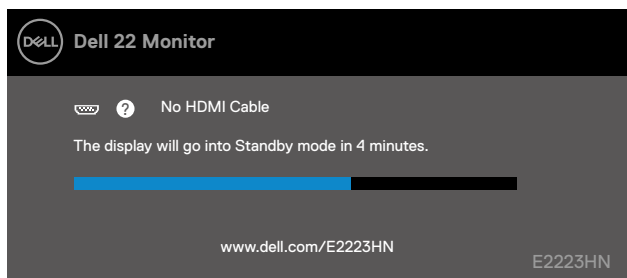 DELL
Dell 22 Monitor
? No HDMI Cable
The display will go into Standby mode in 4 minutes.
www.dell.com/E2223HN
E2223HN